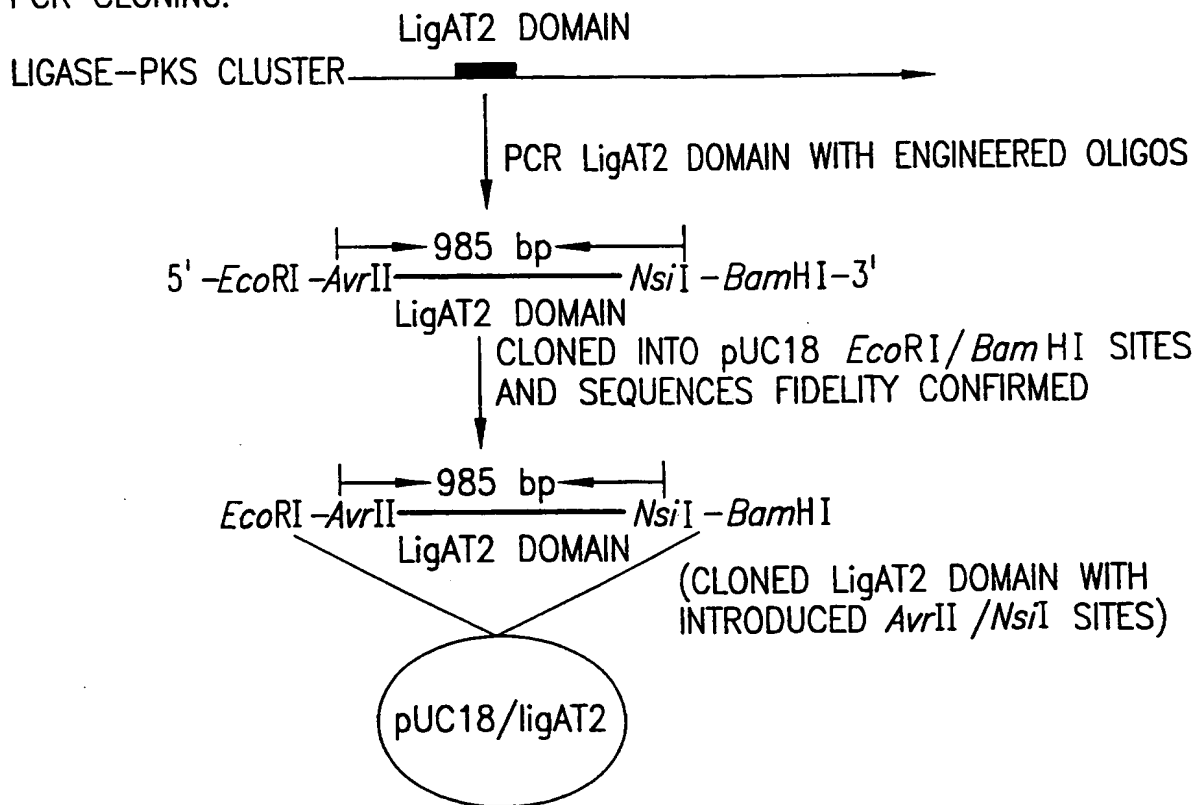 PCR CLONING:
LigAT2 DOMAIN
LIGASE-PKS CLUSTER
PCR LigAT2 DOMAIN WITH ENGINEERED OLIGOS
985 bp
5' -EcoRI -AvrII NsiI -BamHI-3'
LigAT2 DOMAIN
CLONED INTO pUC18 EcoRI/BamHI SITES
AND SEQUENCES FIDELITY CONFIRMED
985 bp
EcoRI -AvrII NsiI -BamHI
LigAT2 DOMAIN
(CLONED LigAT2 DOMAIN WITH
INTRODUCED AvrII /NsiI SITES)
pUC18/ligAT2